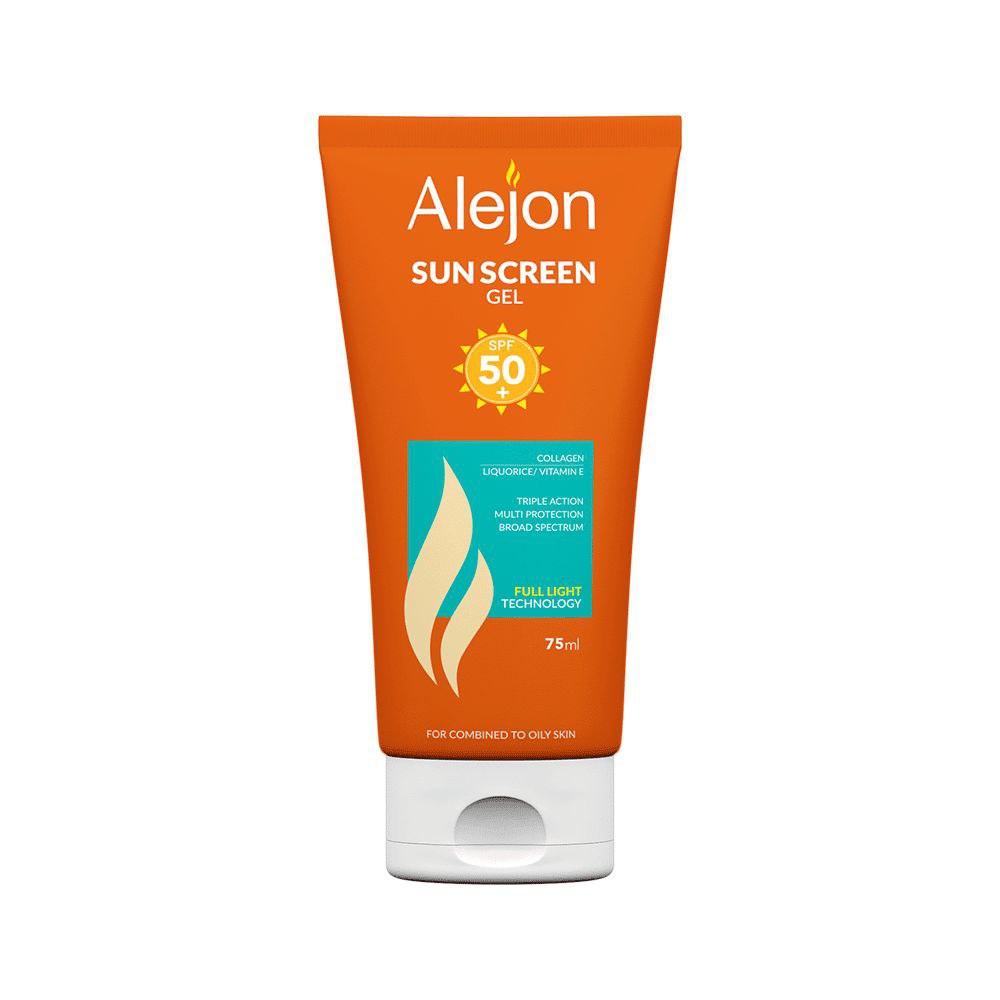 Alejon
SUN SCREEN
GEL
SPF
50
+
COLLAGEN
LIQUORICE/ VITAMIN E
TRIPLE ACTION
MULTI PROTECTION
BROAD SPECTRUM
FULL LIGHT
TECHNOLOGY
75ml
FOR COMBINED TO OILY SKIN